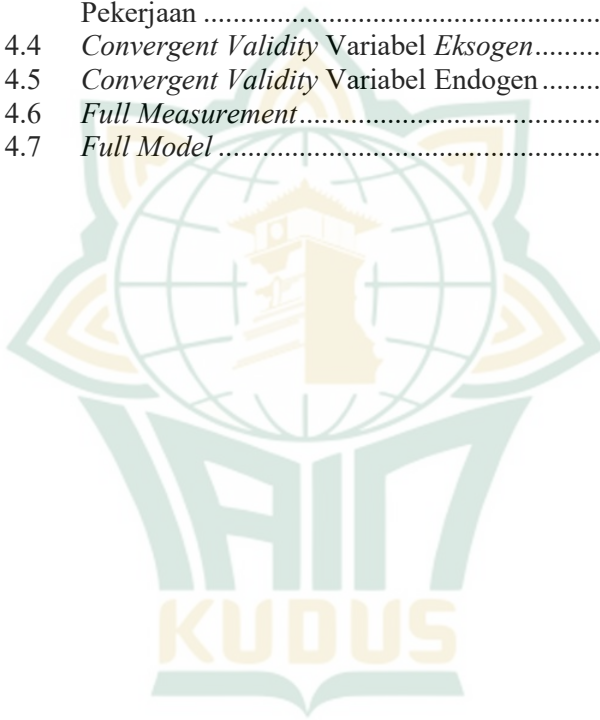 Pekerjaan ......................................................
4.4 Convergent Validity Variabel Eksogen.........
4.5 Convergent Validity Variabel Endogen........
4.6 Full Measurement..........................................
4.7 Full Model .....................................................
IAIN
KUDUS